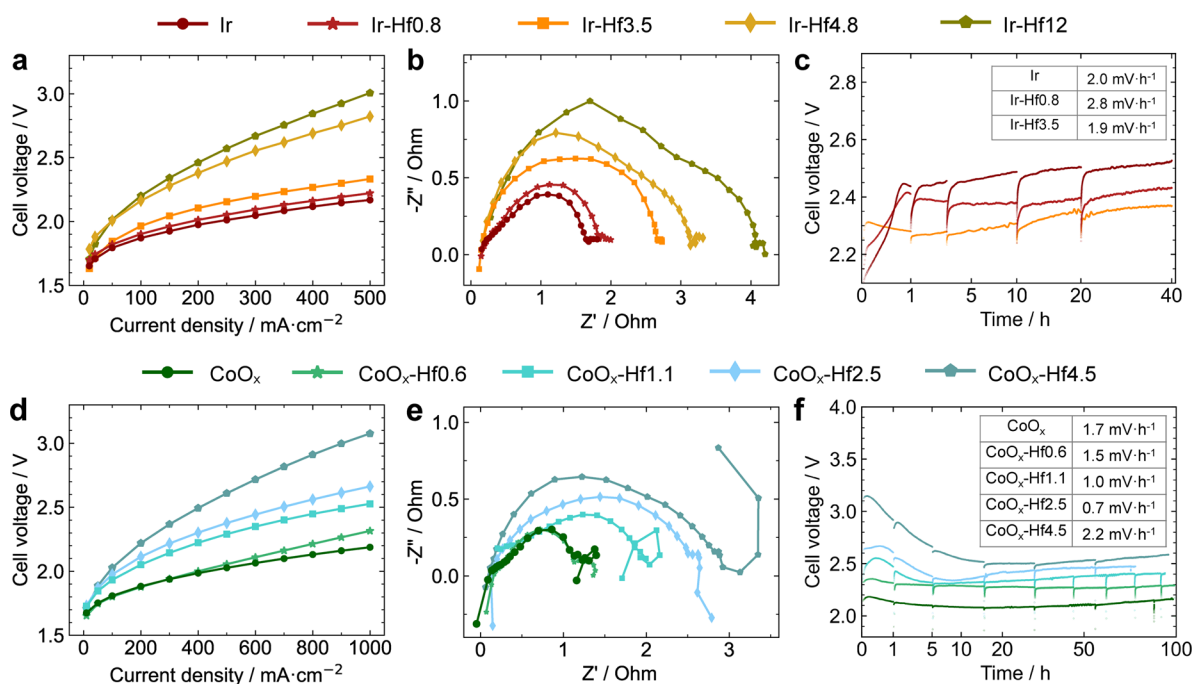 Ir Ir-Hf0.8 Ir-Hf3.5 Ir-Hf4.8 Ir-Hf12
a
Cell voltage / V
3.0
2.5
2.0
1.5
0 100 200 300 400 500
Current density / mA·cm⁻²
b
-Z" / Ohm
1.0
0.5
0.0
0 1 2 3 4
Z' / Ohm
c
Cell voltage / V
2.8
2.6
2.4
2.2
0 1 5 10 20 40
Time / h
Ir 2.0 mV·h⁻¹
Ir-Hf0.8 2.8 mV·h⁻¹
Ir-Hf3.5 1.9 mV·h⁻¹
CoOₓ CoOₓ-Hf0.6 CoOₓ-Hf1.1 CoOₓ-Hf2.5 CoOₓ-Hf4.5
d
Cell voltage / V
3.0
2.5
2.0
1.5
0 200 400 600 800 1000
Current density / mA·cm⁻²
e
-Z" / Ohm
1.0
0.5
0.0
0 1 2 3
Z' / Ohm
f
Cell voltage / V
4.0
3.5
3.0
2.5
2.0
0 1 5 10 50 100
Time / h
CoOₓ 1.7 mV·h⁻¹
CoOₓ-Hf0.6 1.5 mV·h⁻¹
CoOₓ-Hf1.1 1.0 mV·h⁻¹
CoOₓ-Hf2.5 0.7 mV·h⁻¹
CoOₓ-Hf4.5 2.2 mV·h⁻¹